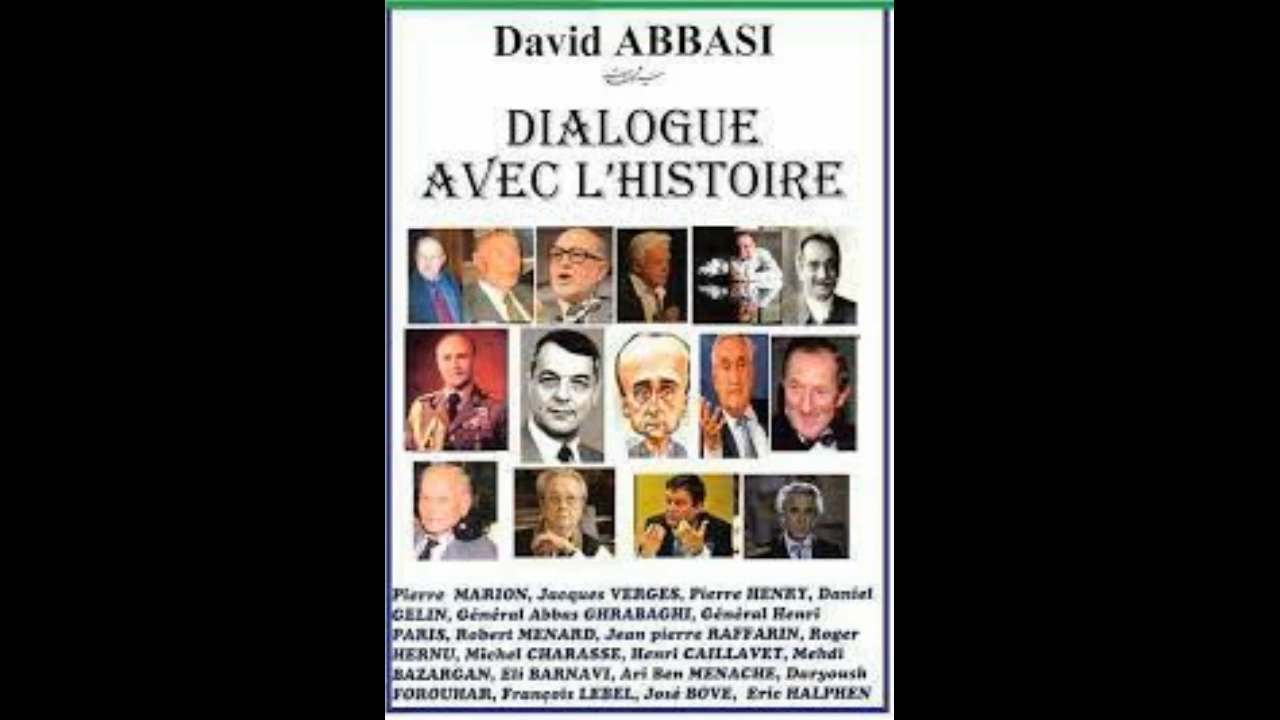 David ABBASI
DIALOGUE
AVEC L'HISTOIRE
Pierre MARION, Jacques VERGES, Pierre HENRY, Daniel
GELIN, Général Abbas GHRABAGHI, Général Henri
PARIS, Robert MENARD, Jean pierre RAFFARIN, Roger
HERNU, Michel CHARASSE, Henri CAILLAVET, Mehdi
BAZARGAN, Eli BARNAVI, Ari Ben MENACHE, Daryoush
FOROUHAR, François LEBEL, José BOVE, Eric HALPHEN